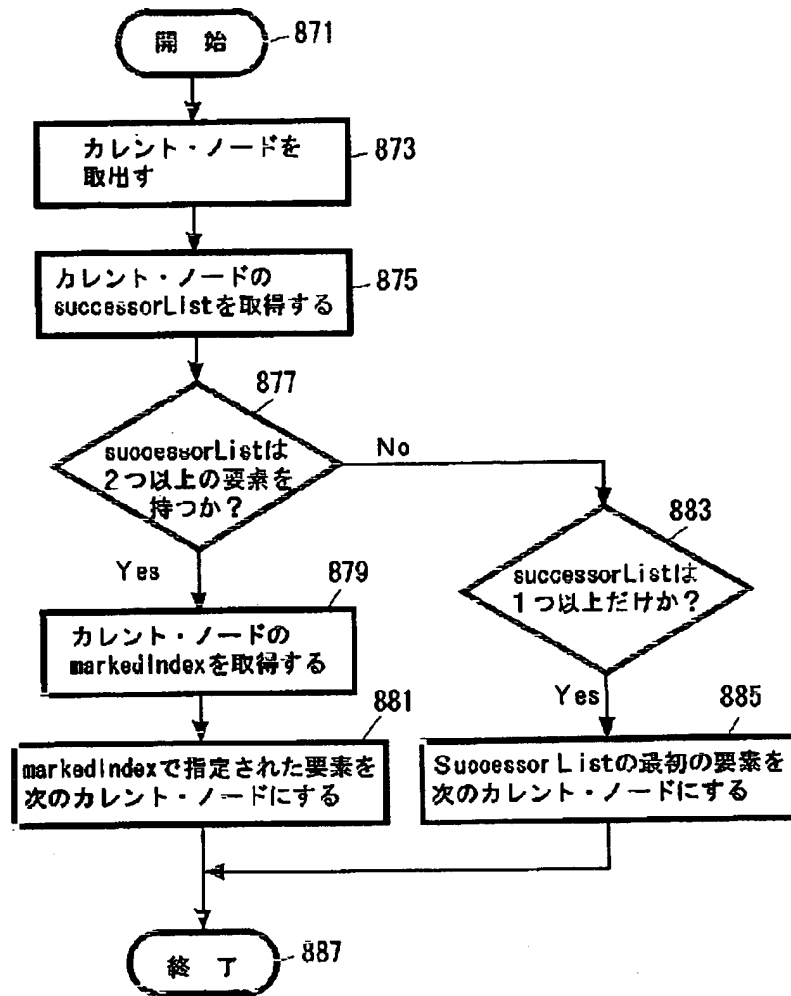 開始
871
カレント・ノードを
取出す
873
カレント・ノードの
successorListを取得する
875
877
successorListは
2つ以上の要素を
持つか？
No
Yes
883
successorListは
1つ以上だけか？
Yes
879
カレント・ノードの
markedIndexを取得する
881
markedIndexで指定された要素を
次のカレント・ノードにする
885
SuccessorListの最初の要素を
次のカレント・ノードにする
終了
887